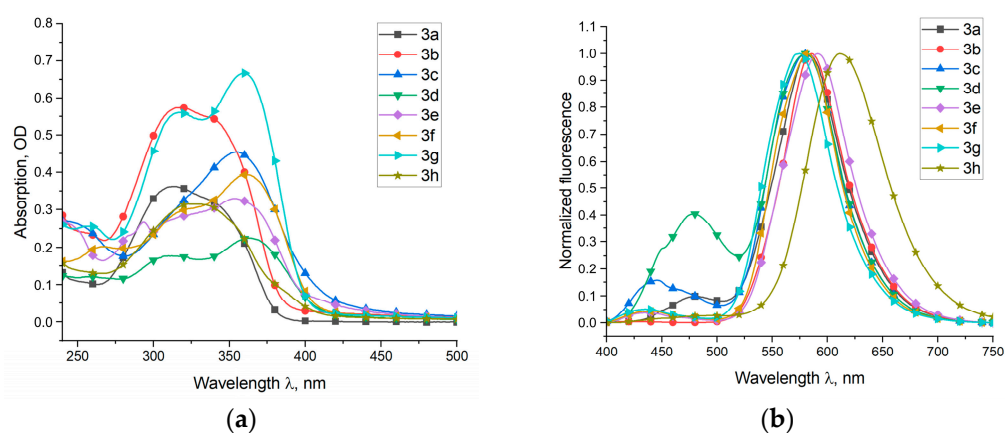 0.8
0.7
0.6
0.5
0.4
0.3
0.2
0.1
0.0
Absorption, OD
250 300 350 400 450 500
Wavelength λ, nm
3a
3b
3c
3d
3e
3f
3g
3h
(a)
1.0
0.9
0.8
0.7
0.6
0.5
0.4
0.3
0.2
0.1
0.0
Normalized fluorescence
400 450 500 550 600 650 700 750
Wavelength λ, nm
3a
3b
3c
3d
3e
3f
3g
3h
(b)